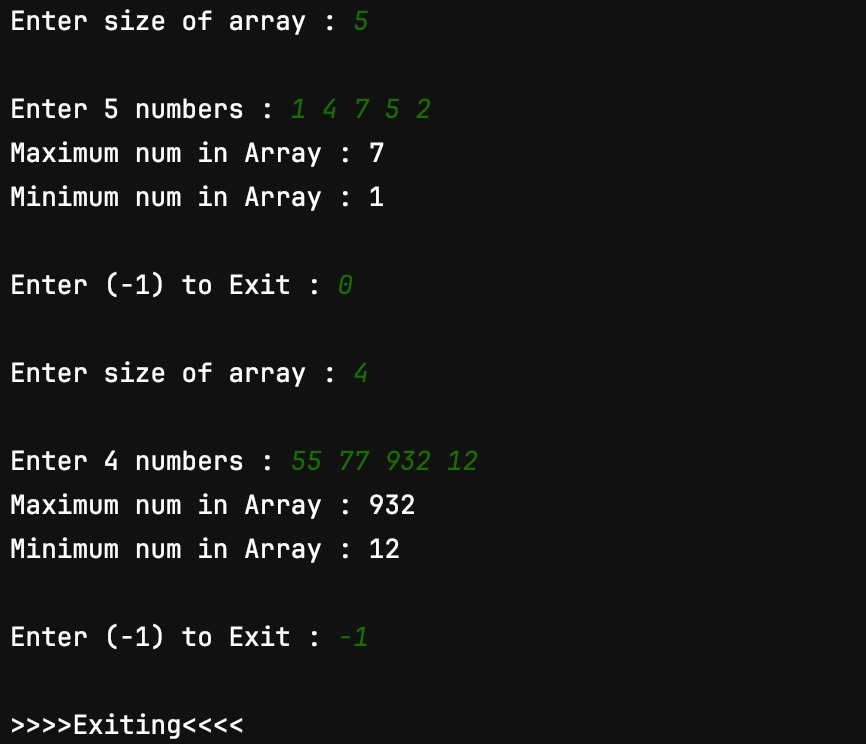 Enter size of array : 5
Enter 5 numbers : 1 4 7 5 2
Maximum num in Array : 7
Minimum num in Array : 1
Enter (-1) to Exit : 0
Enter size of array : 4
Enter 4 numbers : 55 77 932 12
Maximum num in Array : 932
Minimum num in Array : 12
Enter (-1) to Exit : -1
>>>>Exiting<<<<